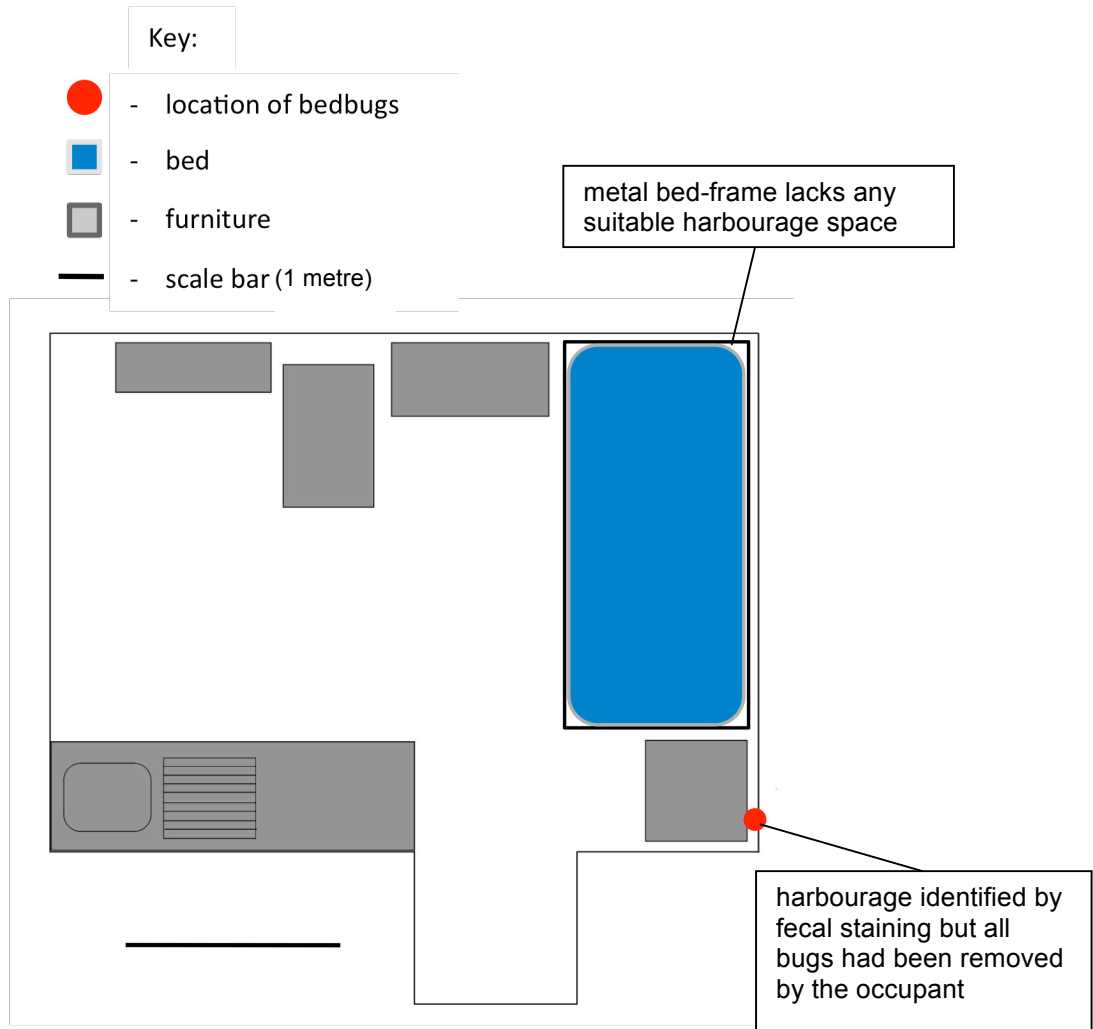 Key:
- location of bedbugs
- bed
- furniture
- scale bar (1 metre)
metal bed-frame lacks any
suitable harbourage space
harbourage identified by
fecal staining but all
bugs had been removed
by the occupant